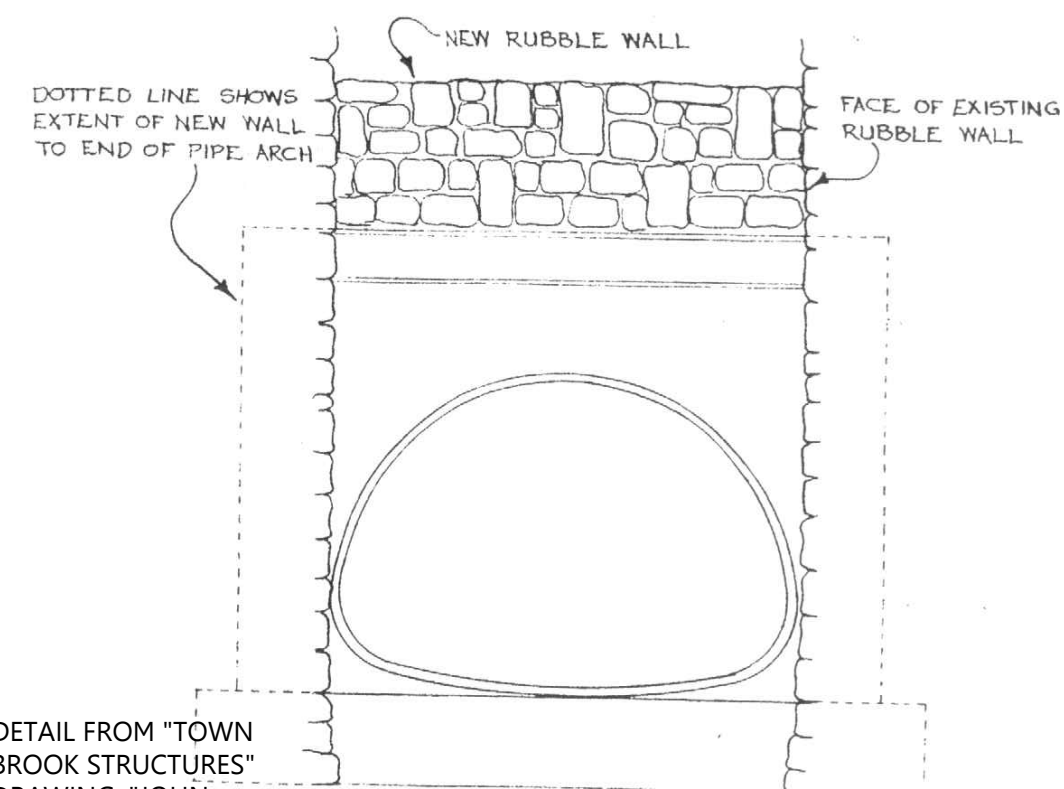 NEW RUBBLE WALL
DOTTED LINE SHOWS
EXTENT OF NEW WALL
TO END OF PIPE ARCH
FACE OF EXISTING
RUBBLE WALL
DETAIL FROM "TOWN
BROOK STRUCTURES"